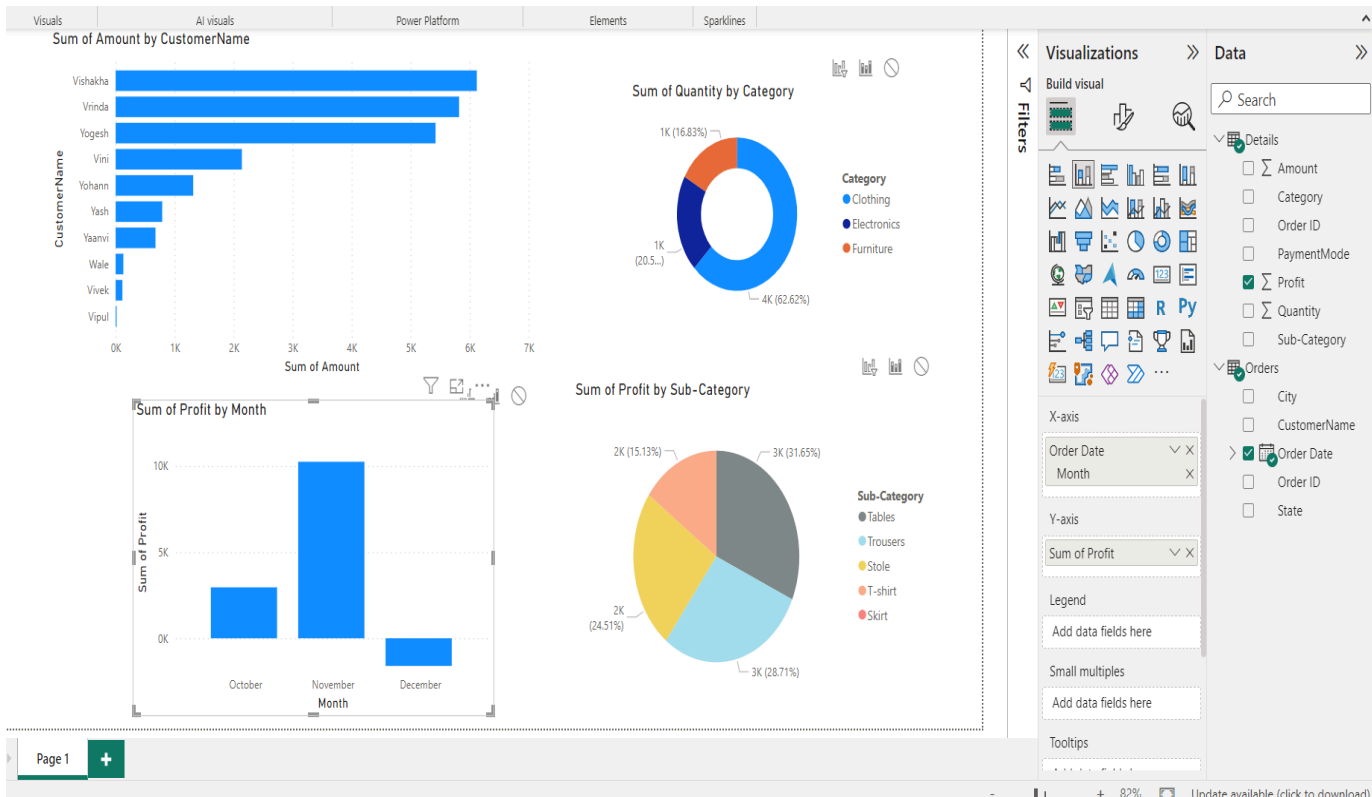 Visuals
AI visuals
Power Platform
Elements
Sparklines
Sum of Amount by CustomerName
CustomerName
Vishakha
Vrinda
Yogesh
Vini
Yohann
Yash
Yaanvi
Wale
Vivek
Vipul
0K 1K 2K 3K 4K 5K 6K 7K
Sum of Amount
Sum of Quantity by Category
1K (16.83%)
1K
(20.5...)
4K (62.62%)
Category
Clothing
Electronics
Furniture
Sum of Profit by Month
Sum of Profit
10K
5K
0K
October November December
Month
Sum of Profit by Sub-Category
2K (15.13%)
3K (31.65%)
2K
(24.51%)
3K (28.71%)
Sub-Category
Tables
Trousers
Stole
T-shirt
Skirt
Filters
Visualizations
Build visual
123
R Py
123
X-axis
Order Date
Month
Y-axis
Sum of Profit
Legend
Add data fields here
Small multiples
Add data fields here
Tooltips
Data
Search
Details
Amount
Category
Order ID
PaymentMode
Profit
Quantity
Sub-Category
Orders
City
CustomerName
Order Date
Order ID
State
Page 1
- + 82%
Update available (click to download)